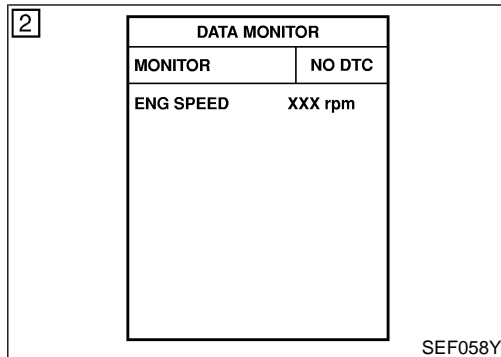 2
DATA MONITOR
MONITOR NO DTC
ENG SPEED XXX rpm
SEF058Y